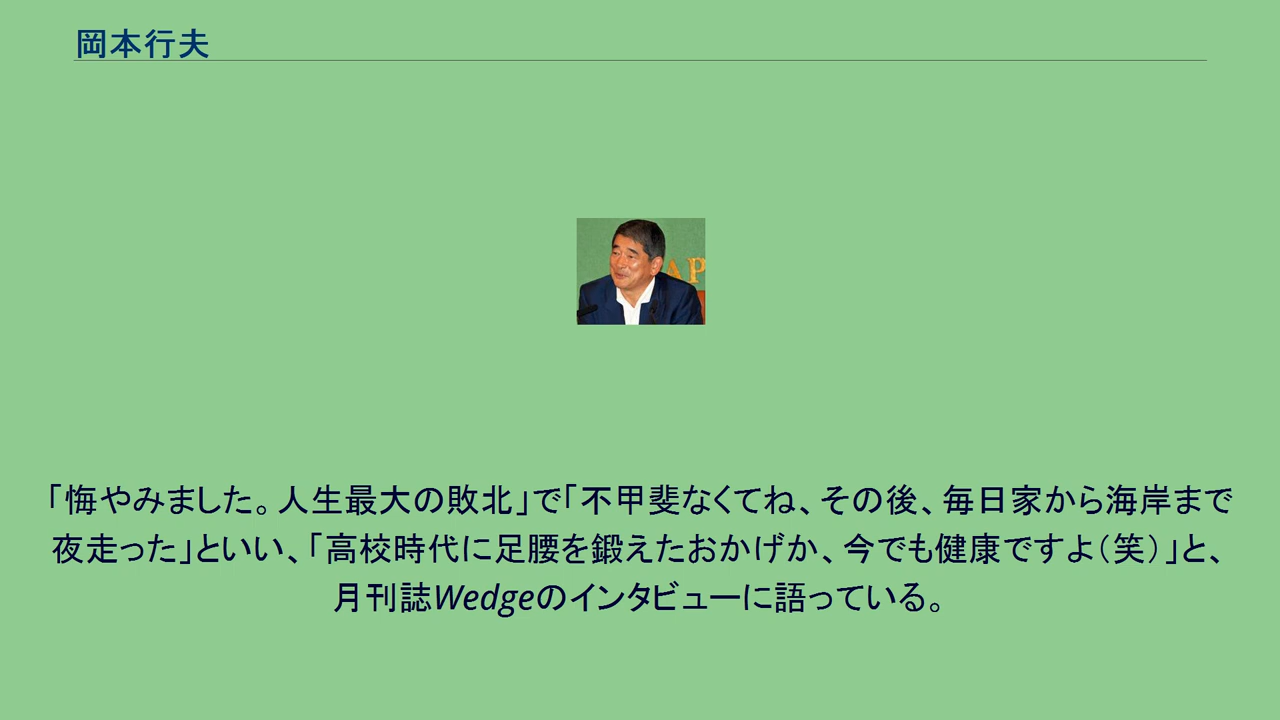 岡本行夫
AP
「悔やみました。人生最大の敗北」で「不甲斐なくてね、その後、毎日家から海岸まで
夜走った」といい、「高校時代に足腰を鍛えたおかげか、今でも健康ですよ（笑）」と、
月刊誌Wedgeのインタビューに語っている。